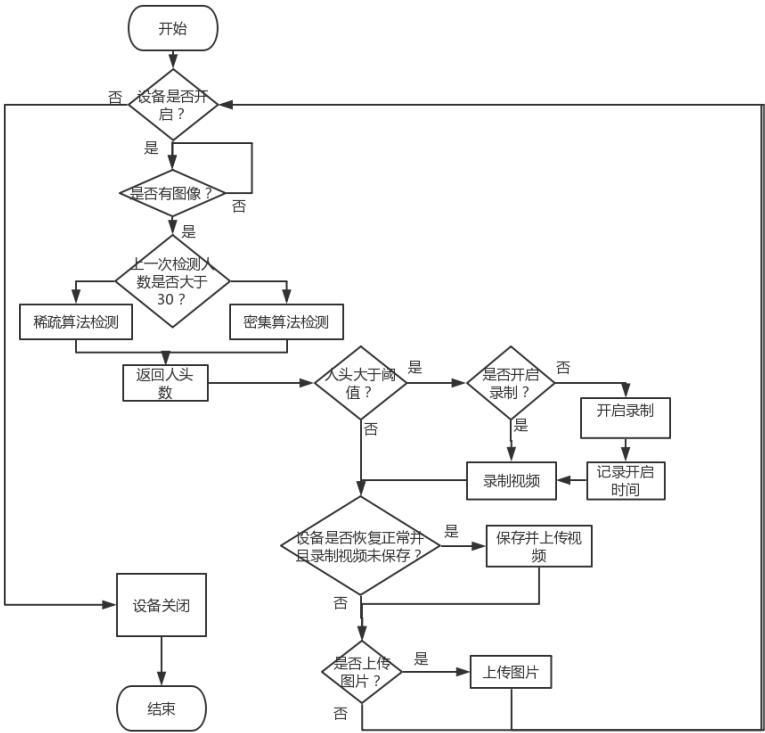 开始
否
设备是否开
启？
是
是否有图像？
否
是
上一次检测人
数是否大于
30？
稀疏算法检测
密集算法检测
返回人头
数
人头大于阈
值？
是
是否开启
录制？
否
开启录制
否
是
录制视频
记录开启
时间
设备是否恢复正常并
且录制视频未保存？
是
保存并上传视
频
设备关闭
否
是否上传
图片？
是
上传图片
结束
否